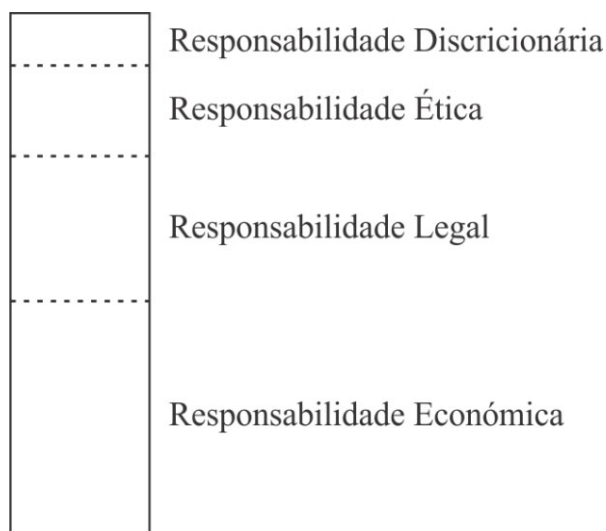 Responsabilidade Discricionária
Responsabilidade Ética
Responsabilidade Legal
Responsabilidade Económica